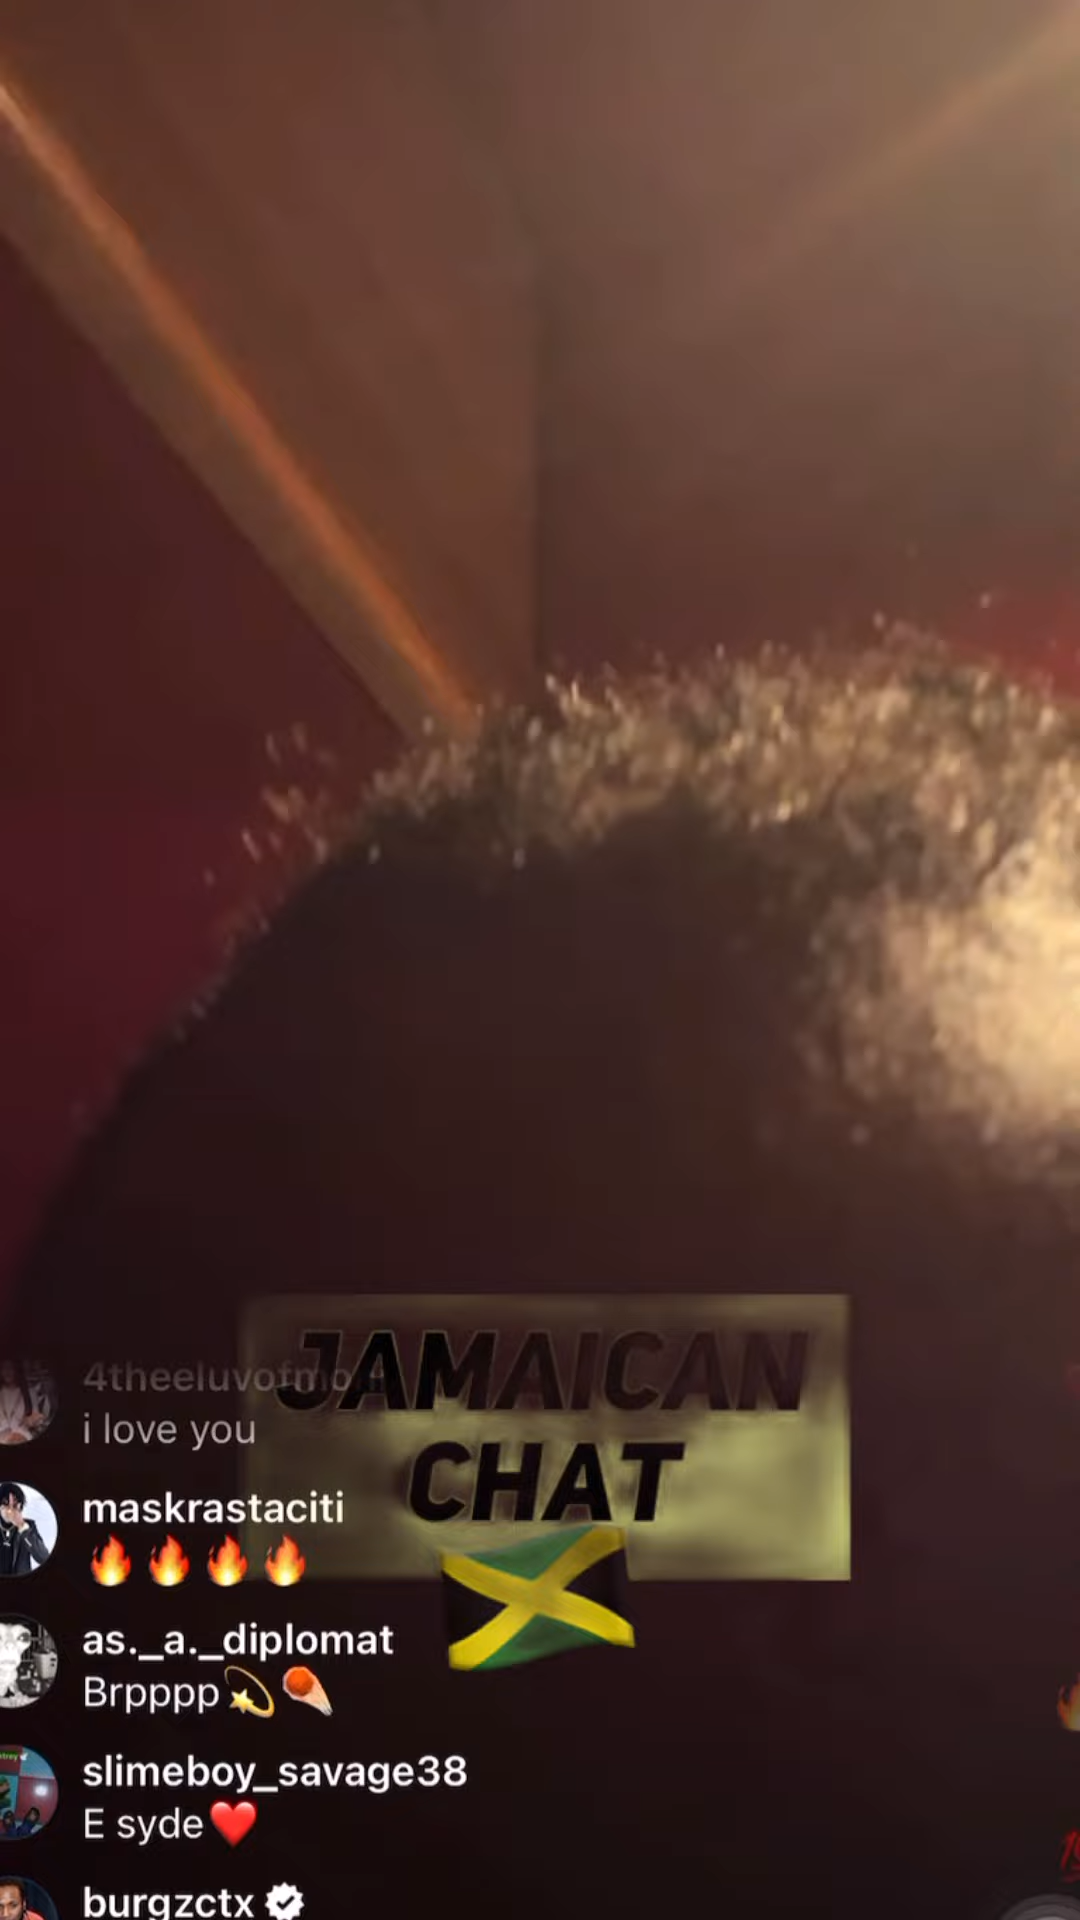 JAMAICAN
CHAT
i love you
maskrastaciti
🔥🔥🔥🔥
as._a._diplomat
Brpppp💫☄️
slimeboy_savage38
E syde❤️
burgzctx